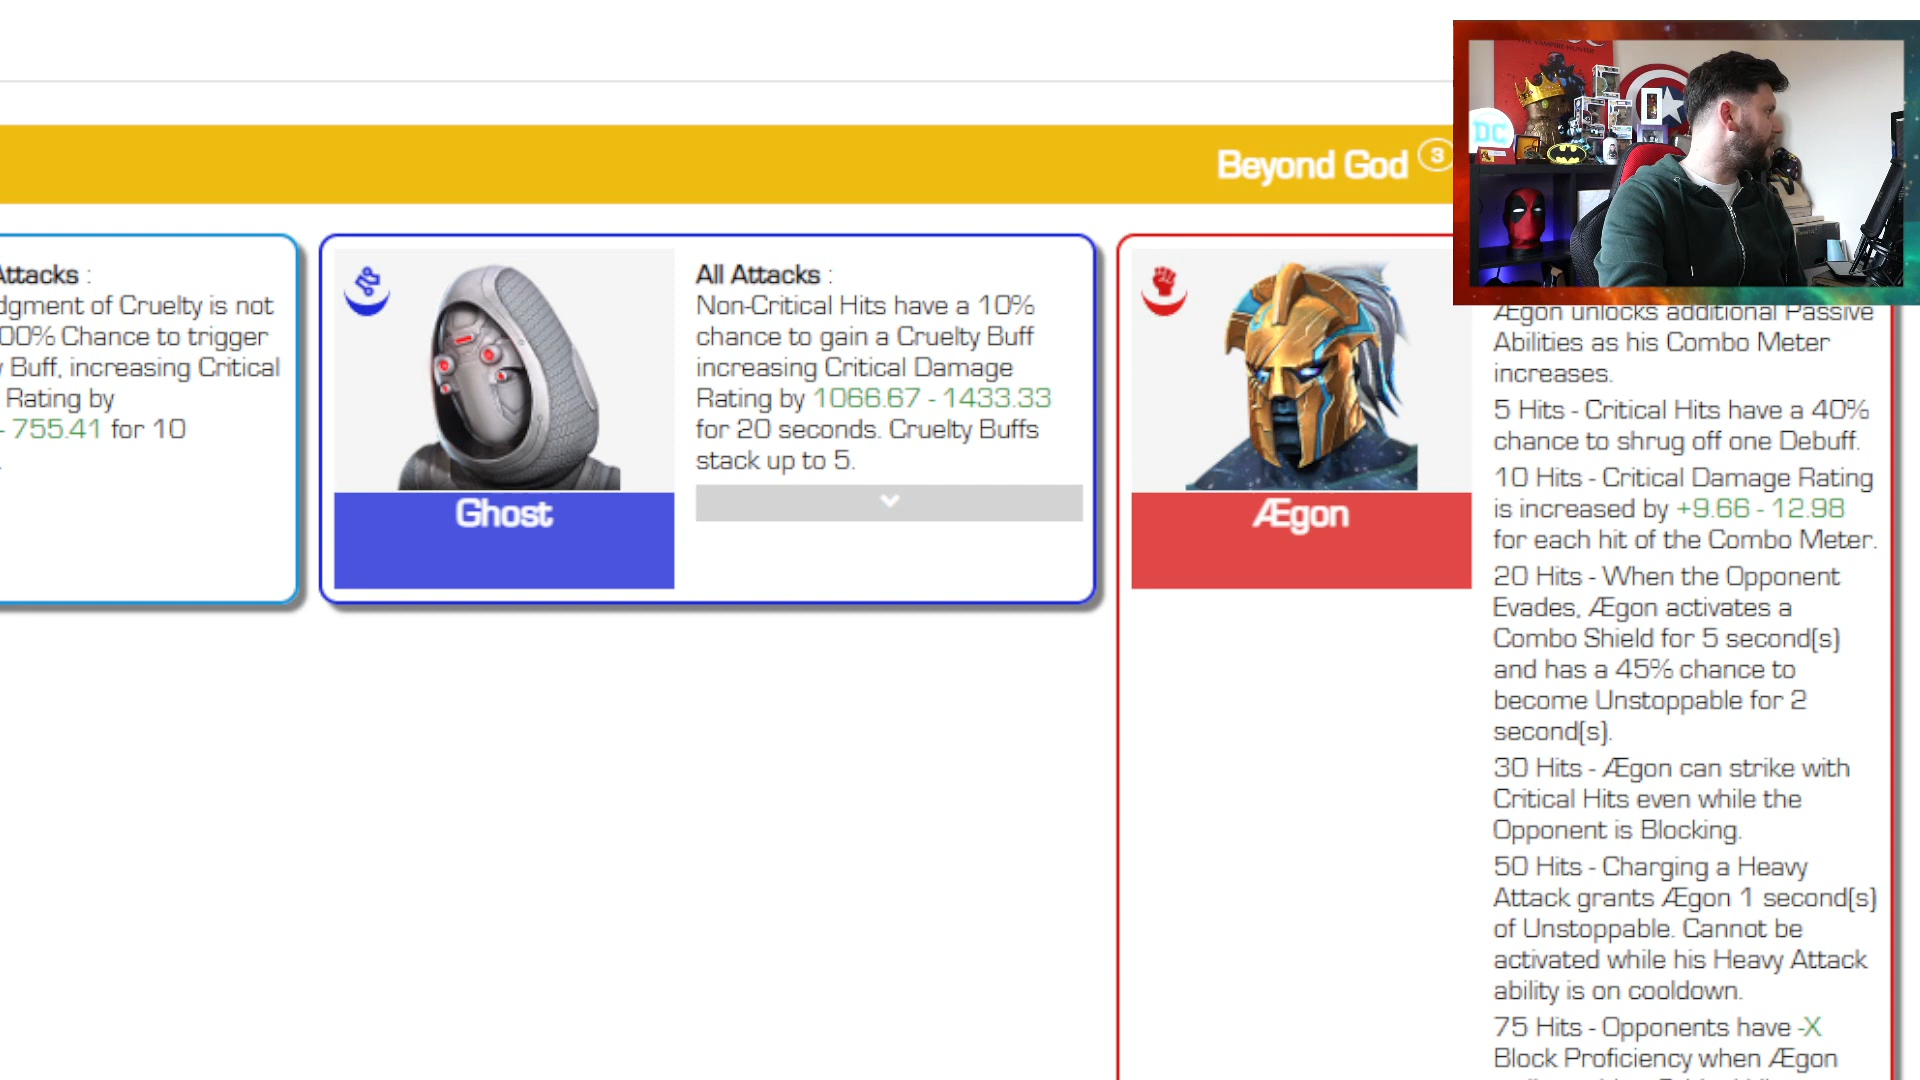 Beyond God 3
THE VAMPIRE HUNTER
DC
Attacks :
dgment of Cruelty is not
00% Chance to trigger
Buff, increasing Critical
Rating by
- 755.41 for 10
Ghost
All Attacks :
Non-Critical Hits have a 10%
chance to gain a Cruelty Buff
increasing Critical Damage
Rating by 1066.67 - 1433.33
for 20 seconds. Cruelty Buffs
stack up to 5.
Ægon
Ægon unlocks additional Passive
Abilities as his Combo Meter
increases.
5 Hits - Critical Hits have a 40%
chance to shrug off one Debuff.
10 Hits - Critical Damage Rating
is increased by +9.66 - 12.98
for each hit of the Combo Meter.
20 Hits - When the Opponent
Evades, Ægon activates a
Combo Shield for 5 second(s)
and has a 45% chance to
become Unstoppable for 2
second(s).
30 Hits - Ægon can strike with
Critical Hits even while the
Opponent is Blocking.
50 Hits - Charging a Heavy
Attack grants Ægon 1 second(s)
of Unstoppable. Cannot be
activated while his Heavy Attack
ability is on cooldown.
75 Hits - Opponents have -X
Block Proficiency when Ægon